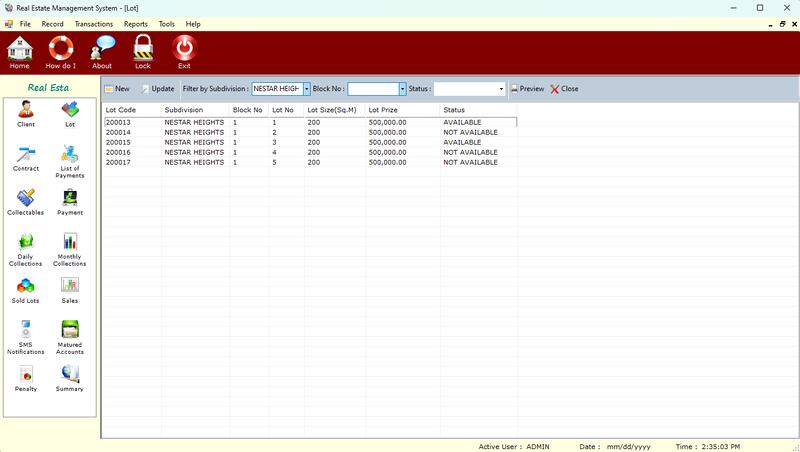 Real Estate Management System - [Lot]
File Record Transactions Reports Tools Help
Home How do I About Lock Exit
Real Esta
New Update Filter by Subdivision : NESTAR HEIGH Block No : Status : Preview Close
Client Lot
Contract List of Payments
Collectables Payment
Daily Collections Monthly Collections
Sold Lots Sales
SMS Notifications Matured Accounts
Penalty Summary
Lot Code Subdivision Block No Lot No Lot Size(Sq.M) Lot Prize Status
200013 NESTAR HEIGHTS 1 1 200 500,000.00 AVAILABLE
200014 NESTAR HEIGHTS 1 2 200 500,000.00 NOT AVAILABLE
200015 NESTAR HEIGHTS 1 3 200 500,000.00 AVAILABLE
200016 NESTAR HEIGHTS 1 4 200 500,000.00 NOT AVAILABLE
200017 NESTAR HEIGHTS 1 5 200 500,000.00 NOT AVAILABLE
Active User : ADMIN Date : mm/dd/yyyy Time : 2:35:03 PM